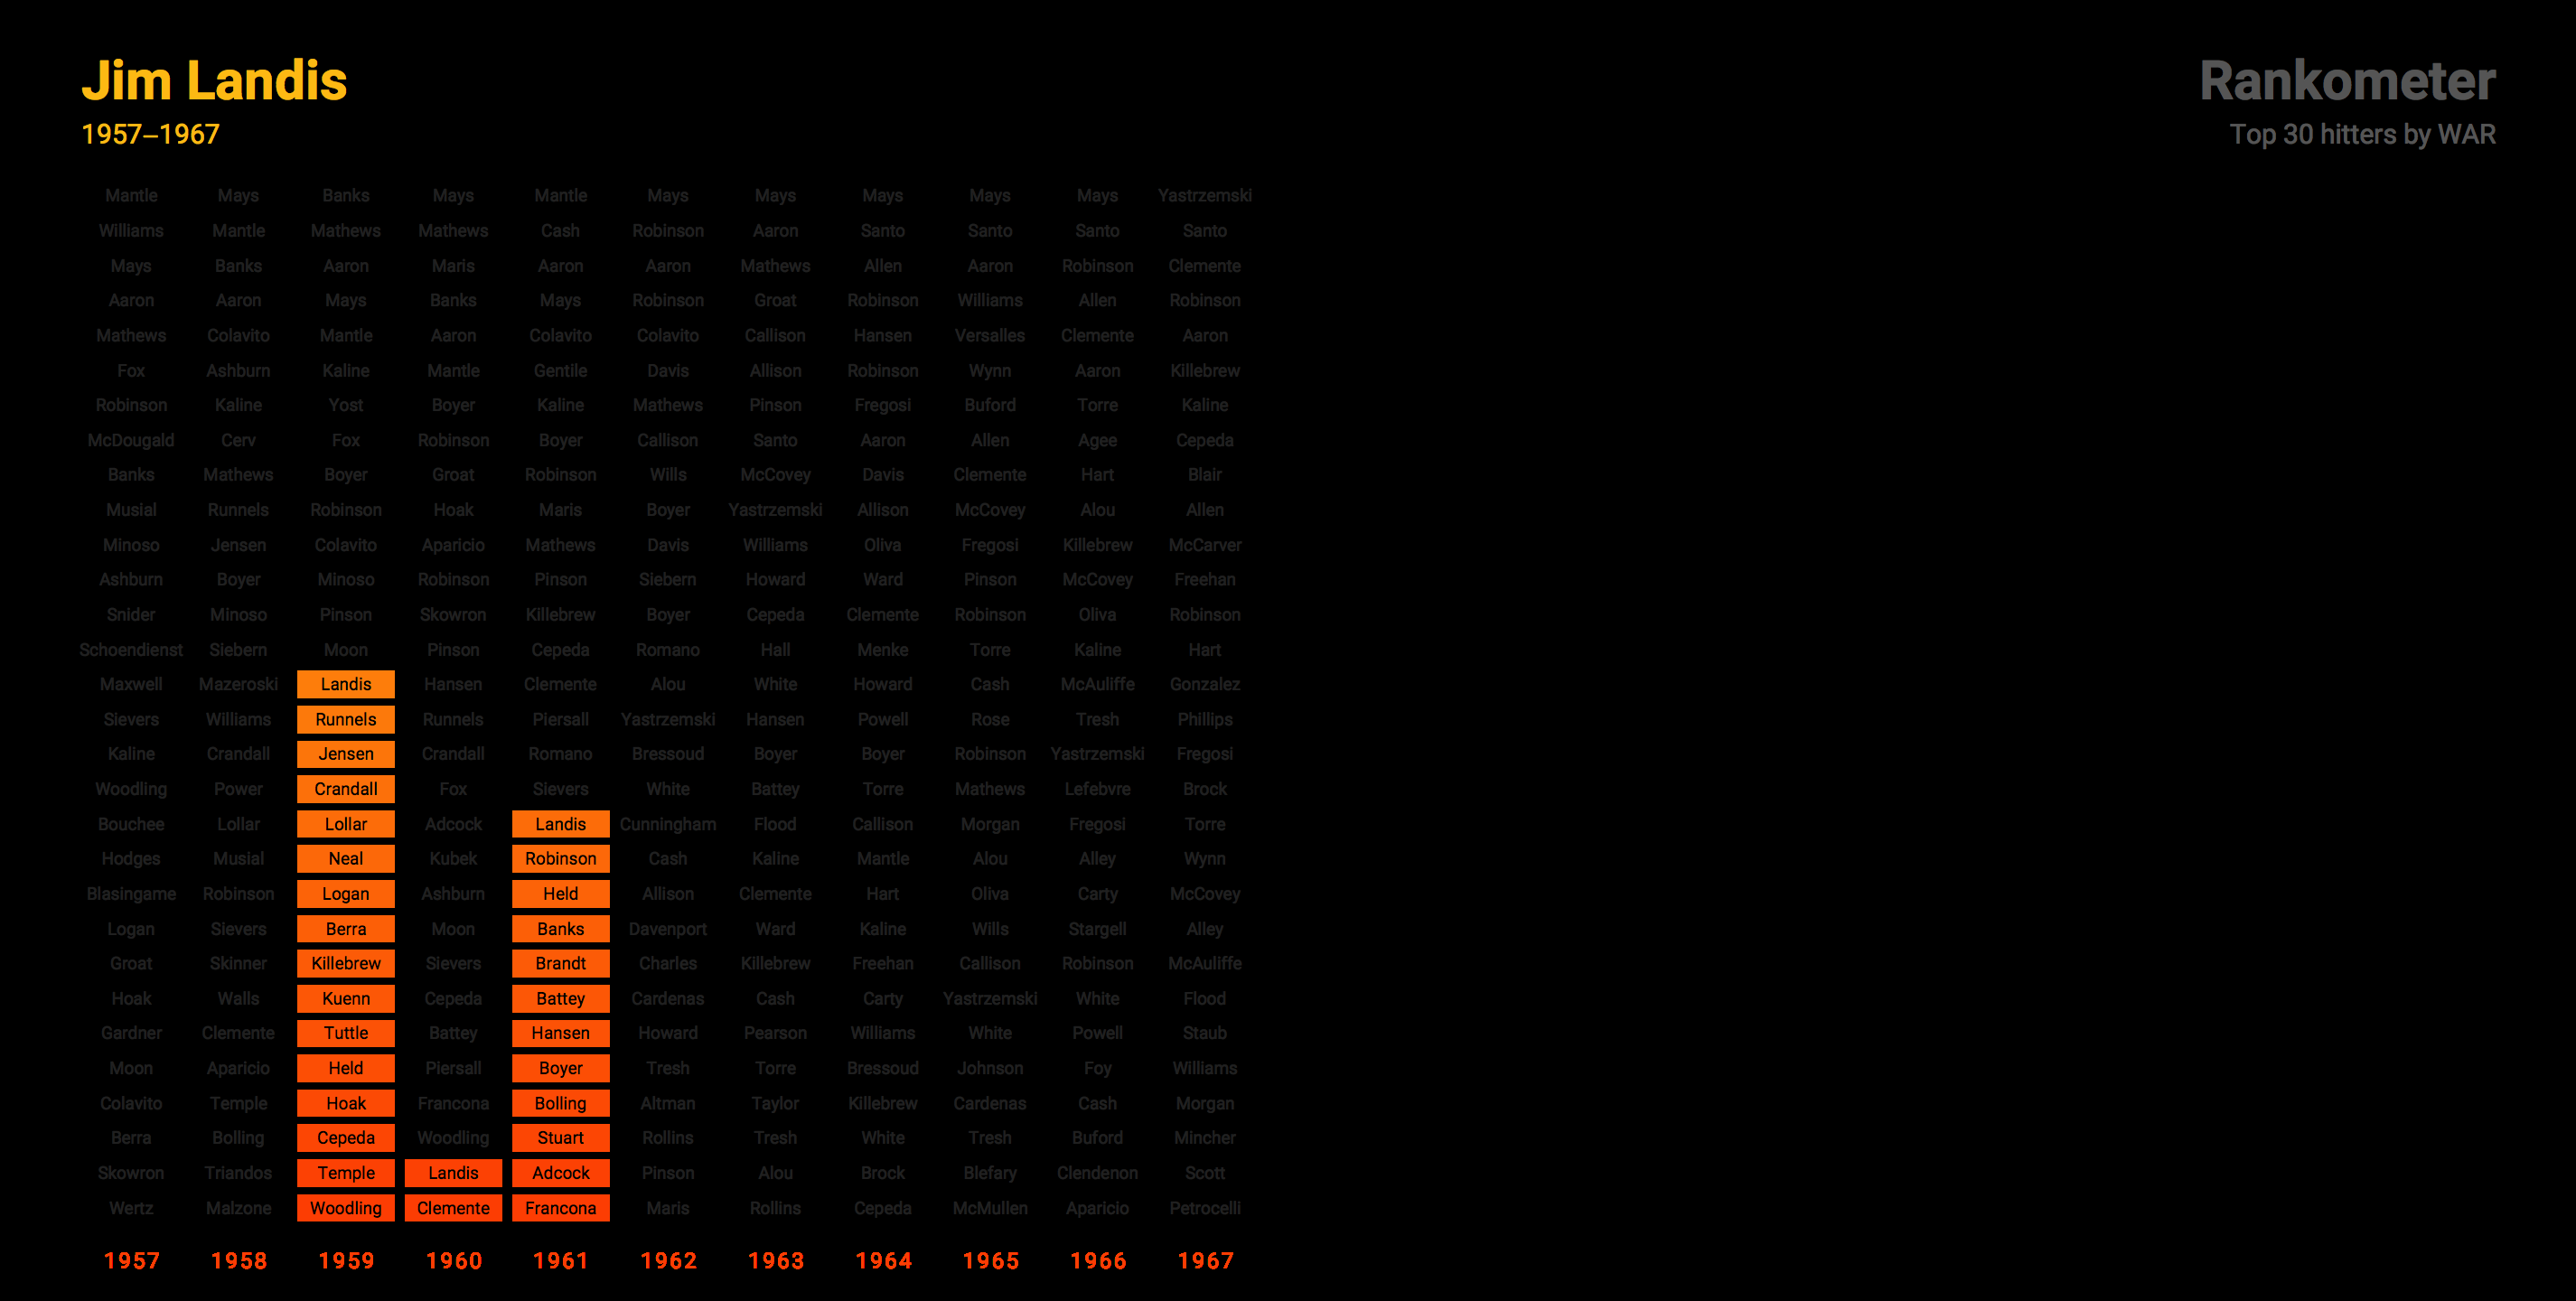 Jim Landis
1957–1967
Rankometer
Top 30 hitters by WAR
Mantle Mays Banks Mays Mantle Mays Mays Mays Mays Mays Yastrzemski
Williams Mantle Mathews Mathews Cash Robinson Aaron Santo Santo Santo Santo
Mays Banks Aaron Maris Aaron Aaron Mathews Allen Aaron Robinson Clemente
Aaron Aaron Mays Banks Mays Robinson Groat Robinson Williams Allen Robinson
Mathews Colavito Mantle Aaron Colavito Colavito Callison Hansen Versalles Clemente Aaron
Fox Ashburn Kaline Mantle Gentile Davis Allison Robinson Wynn Aaron Killebrew
Robinson Kaline Yost Boyer Kaline Mathews Pinson Fregosi Buford Torre Kaline
McDougald Cerv Fox Robinson Boyer Callison Santo Aaron Allen Agee Cepeda
Banks Mathews Boyer Groat Robinson Wills McCovey Davis Clemente Hart Blair
Musial Runnels Robinson Hoak Maris Boyer Yastrzemski Allison McCovey Alou Allen
Minoso Jensen Colavito Aparicio Mathews Davis Williams Oliva Fregosi Killebrew McCarver
Ashburn Boyer Minoso Robinson Pinson Siebern Howard Ward Pinson McCovey Freehan
Snider Minoso Pinson Skowron Killebrew Boyer Cepeda Clemente Robinson Oliva Robinson
Schoendienst Siebern Moon Pinson Cepeda Romano Hall Menke Torre Kaline Hart
Maxwell Mazeroski Landis Hansen Clemente Alou White Howard Cash McAuliffe Gonzalez
Sievers Williams Runnels Runnels Piersall Yastrzemski Hansen Powell Rose Tresh Phillips
Kaline Crandall Jensen Crandall Romano Bressoud Boyer Boyer Robinson Yastrzemski Fregosi
Woodling Power Crandall Fox Sievers White Battey Torre Mathews Lefebvre Brock
Bouchee Lollar Lollar Adcock Landis Cunningham Flood Callison Morgan Fregosi Torre
Hodges Musial Neal Kubek Robinson Cash Kaline Mantle Alou Alley Wynn
Blasingame Robinson Logan Ashburn Held Allison Clemente Hart Oliva Carty McCovey
Logan Sievers Berra Moon Banks Davenport Ward Kaline Wills Stargell Alley
Groat Skinner Killebrew Sievers Brandt Charles Killebrew Freehan Callison Robinson McAuliffe
Hoak Walls Kuenn Cepeda Battey Cardenas Cash Carty Yastrzemski White Flood
Gardner Clemente Tuttle Battey Hansen Howard Pearson Williams White Powell Staub
Moon Aparicio Held Piersall Boyer Tresh Torre Bressoud Johnson Foy Williams
Colavito Temple Hoak Francona Bolling Altman Taylor Killebrew Cardenas Cash Morgan
Berra Bolling Cepeda Woodling Stuart Rollins Tresh White Tresh Buford Mincher
Skowron Triandos Temple Landis Adcock Pinson Alou Brock Blefary Clendenon Scott
Wertz Malzone Woodling Clemente Francona Maris Rollins Cepeda McMullen Aparicio Petrocelli
1957 1958 1959 1960 1961 1962 1963 1964 1965 1966 1967